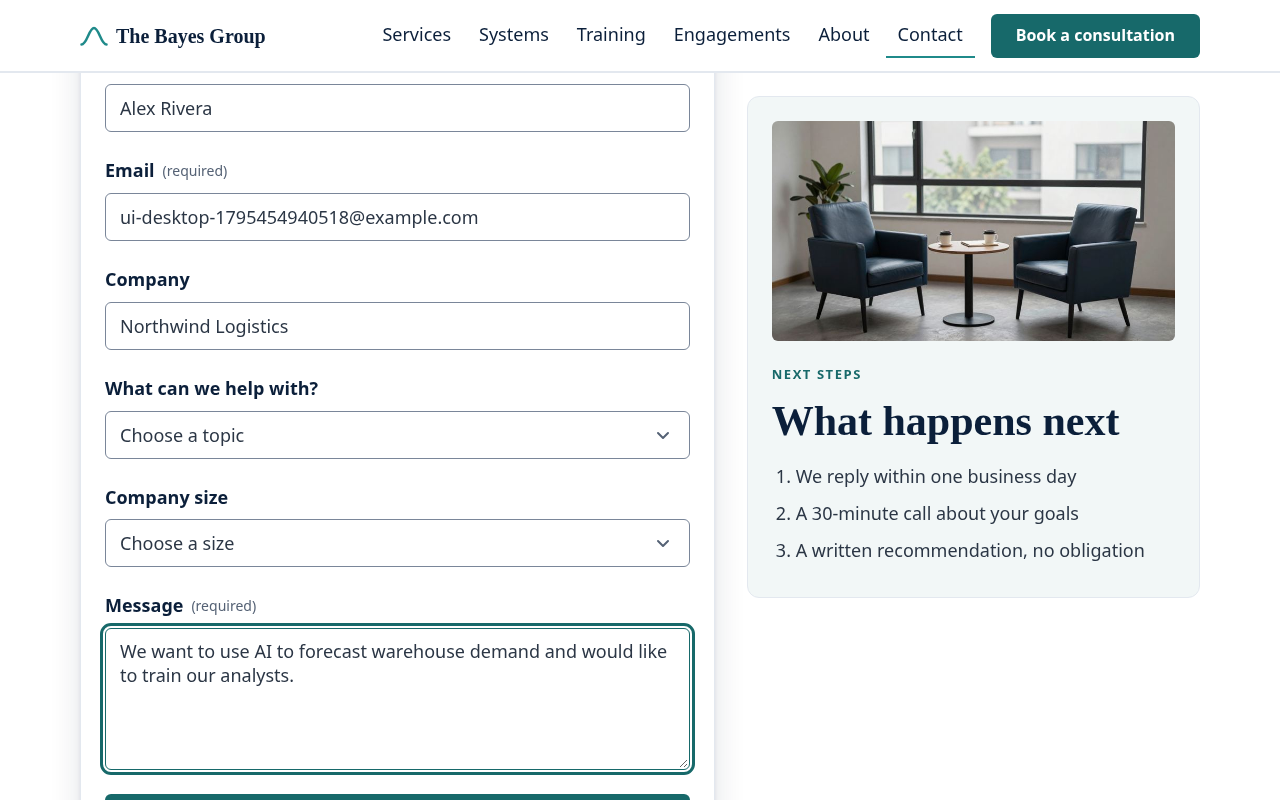 The Bayes Group
Services
Systems
Training
Engagements
About
Contact
Book a consultation
Alex Rivera
Email (required)
ui-desktop-1795454940518@example.com
Company
Northwind Logistics
What can we help with?
Choose a topic
Company size
Choose a size
Message (required)
We want to use AI to forecast warehouse demand and would like
to train our analysts.
NEXT STEPS
What happens next
1. We reply within one business day
2. A 30-minute call about your goals
3. A written recommendation, no obligation